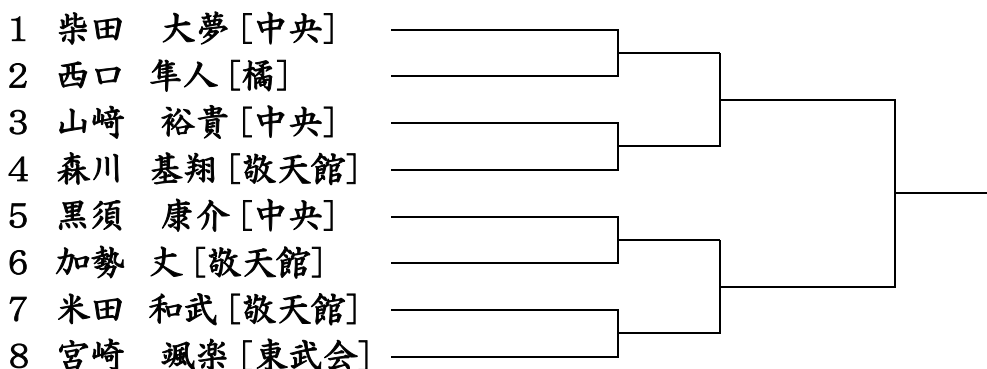 1 柴田 大夢 [中央]
2 西口 隼人 [橘]
3 山﨑 裕貴 [中央]
4 森川 基翔 [敬天館]
5 黒須 康介 [中央]
6 加勢 丈 [敬天館]
7 米田 和武 [敬天館]
8 宮崎 颯楽 [東武会]